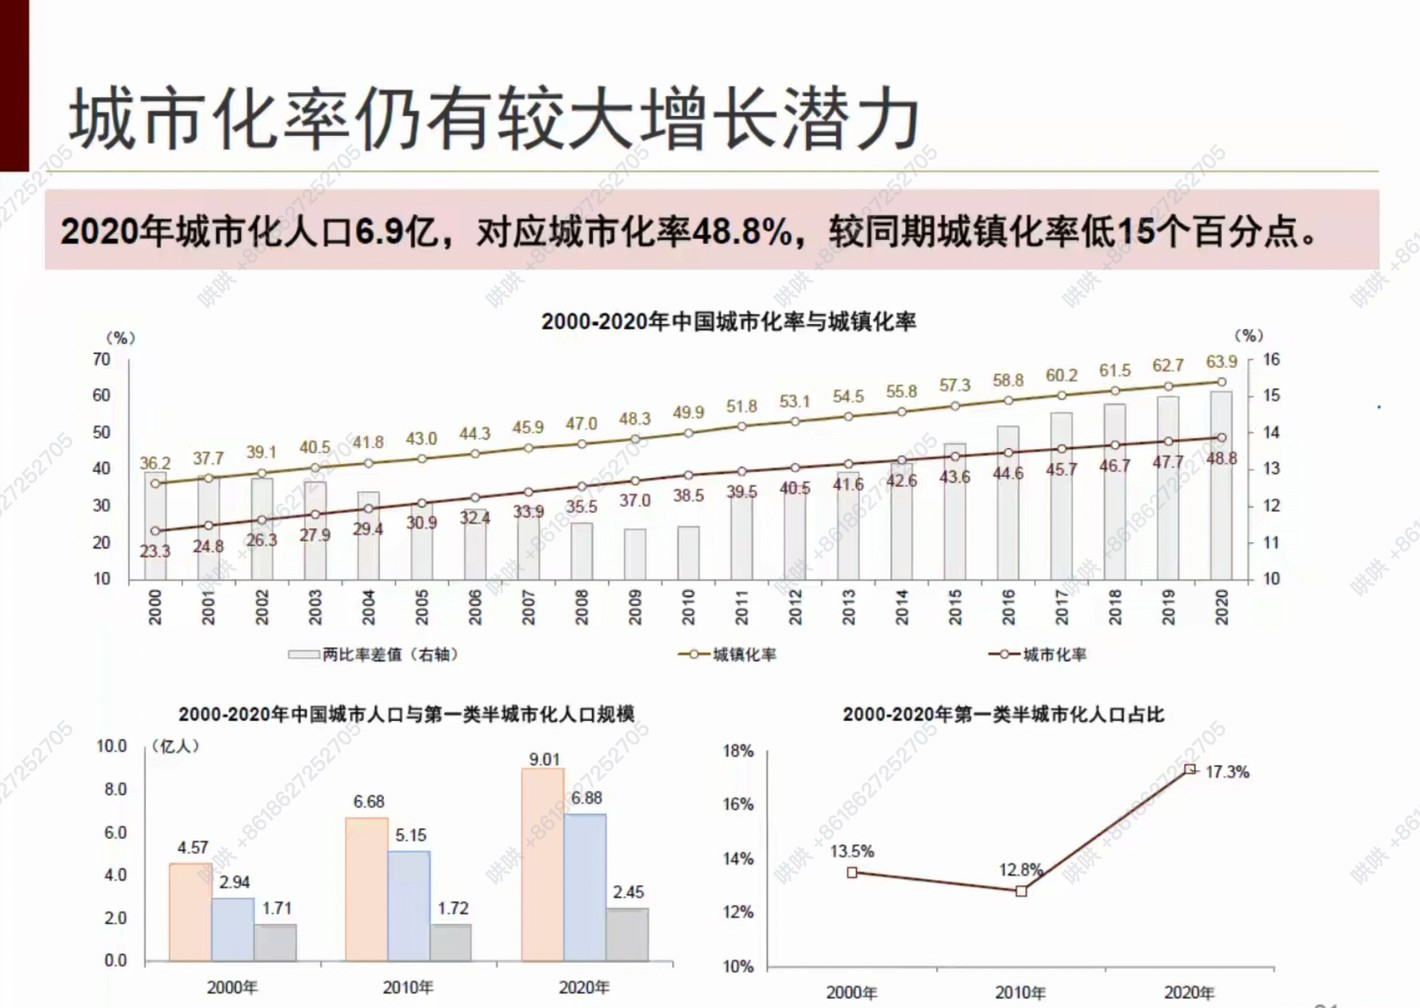 城市化率仍有较大增长潜力
2020年城市化人口6.9亿，对应城市化率48.8%，较同期城镇化率低15个百分点。
2000-2020年中国城市化率与城镇化率
（%）
（%）
70
60
50
40
30
20
10
16
15
14
13
12
11
10
36.2 37.7 39.1 40.5 41.8 43.0 44.3 45.9 47.0 48.3 49.9 51.8 53.1 54.5 55.8 57.3 58.8 60.2 61.5 62.7 63.9
23.3 24.8 26.3 27.9 29.4 30.9 32.4 33.9 35.5 37.0 38.5 39.5 40.5 41.6 42.6 43.6 44.6 45.7 46.7 47.7 48.8
2000 2001 2002 2003 2004 2005 2006 2007 2008 2009 2010 2011 2012 2013 2014 2015 2016 2017 2018 2019 2020
两比率差值（右轴） 城镇化率 城市化率
2000-2020年中国城市人口与第一类半城市化人口规模
（亿人）
10.0
8.0
6.0
4.0
2.0
0.0
4.57 2.94 1.71
6.68 5.15 1.72
9.01 6.88 2.45
2000年 2010年 2020年
2000-2020年第一类半城市化人口占比
18%
16%
14%
12%
10%
13.5% 12.8% 17.3%
2000年 2010年 2020年
哄哄 +8618627252705